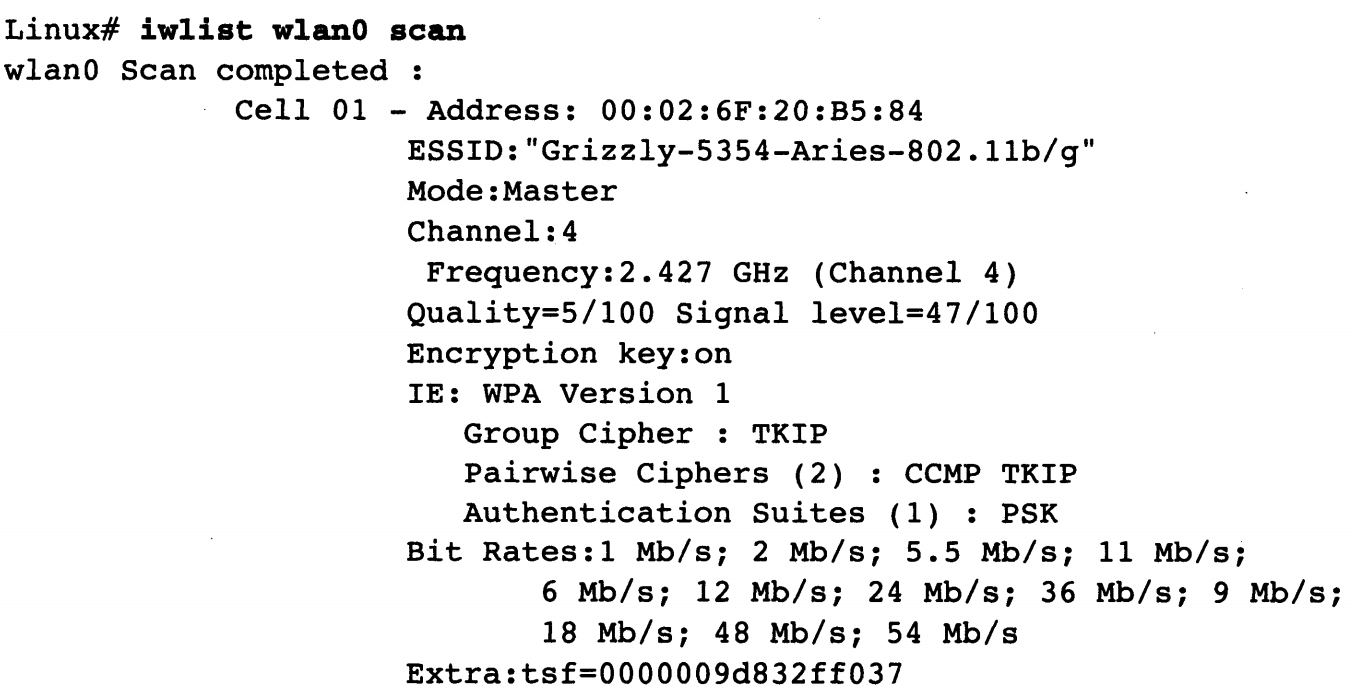 Linux# iwlist wlan0 scan
wlan0 Scan completed :
Cell 01 - Address: 00:02:6F:20:B5:84
ESSID:"Grizzly-5354-Aries-802.11b/g"
Mode:Master
Channel:4
Frequency:2.427 GHz (Channel 4)
Quality=5/100 Signal level=47/100
Encryption key:on
IE: WPA Version 1
Group Cipher : TKIP
Pairwise Ciphers (2) : CCMP TKIP
Authentication Suites (1) : PSK
Bit Rates:1 Mb/s; 2 Mb/s; 5.5 Mb/s; 11 Mb/s;
6 Mb/s; 12 Mb/s; 24 Mb/s; 36 Mb/s; 9 Mb/s;
18 Mb/s; 48 Mb/s; 54 Mb/s
Extra:tsf=0000009d832ff037